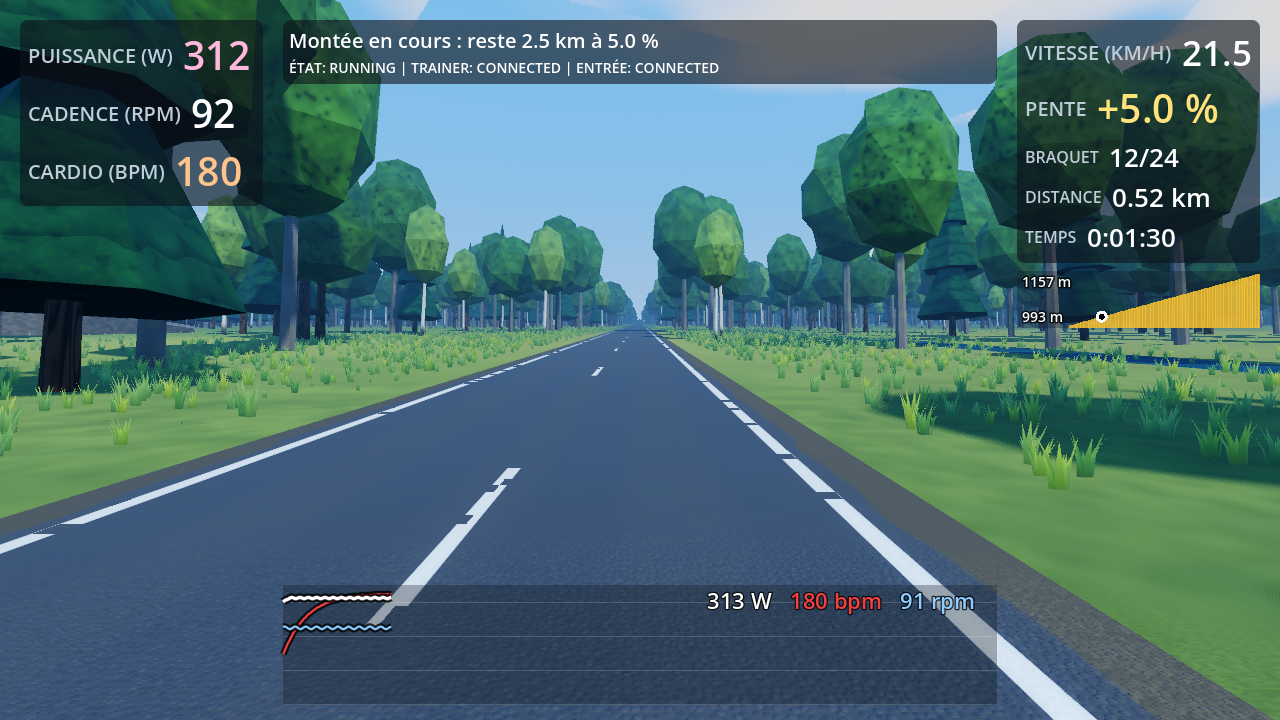 PUISSANCE (W) 312
CADENCE (RPM) 92
CARDIO (BPM) 180
Montée en cours : reste 2.5 km à 5.0 %
ÉTAT: RUNNING | TRAINER: CONNECTED | ENTRÉE: CONNECTED
VITESSE (KM/H) 21.5
PENTE +5.0 %
BRAQUET 12/24
DISTANCE 0.52 km
TEMPS 0:01:30
1157 m
993 m
313 W 180 bpm 91 rpm